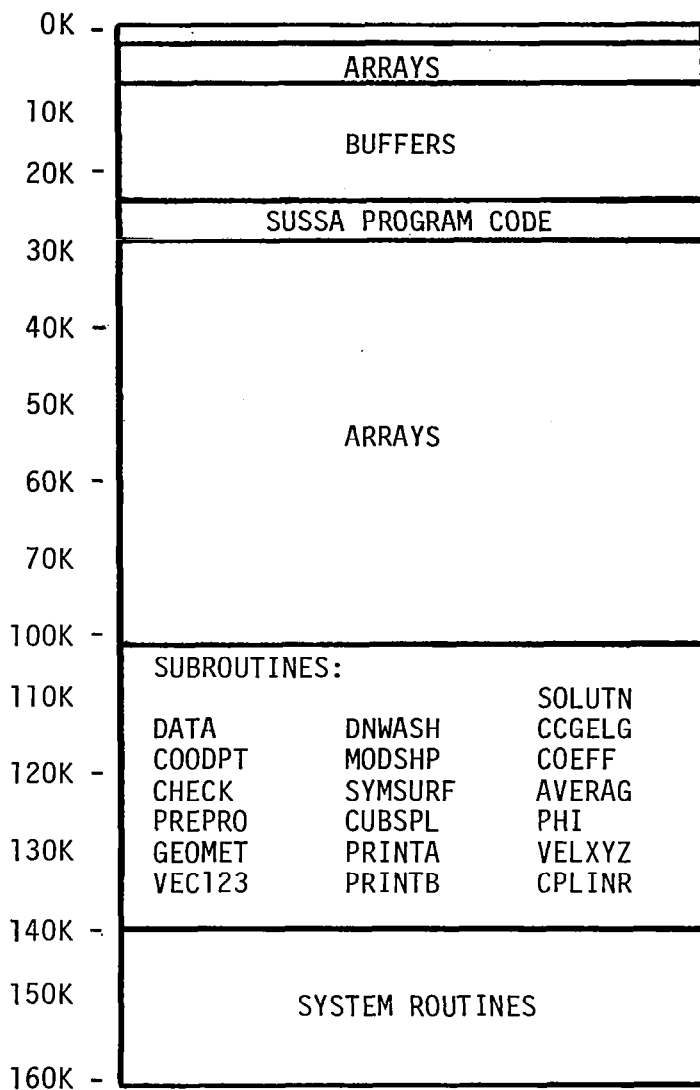 0K -
ARRAYS
10K
BUFFERS
20K -
SUSSA PROGRAM CODE
30K
40K -
50K
ARRAYS
60K -
70K
100K -
SUBROUTINES:
110K SOLUTN
DATA DNWASH CCGELG
COODPT MODSHP COEFF
120K -
CHECK SYMSURF AVERAG
PREPRO CUBSPL PHI
130K GEOMET PRINTA VELXYZ
VEC123 PRINTB CPLINR
140K -
150K
SYSTEM ROUTINES
160K -